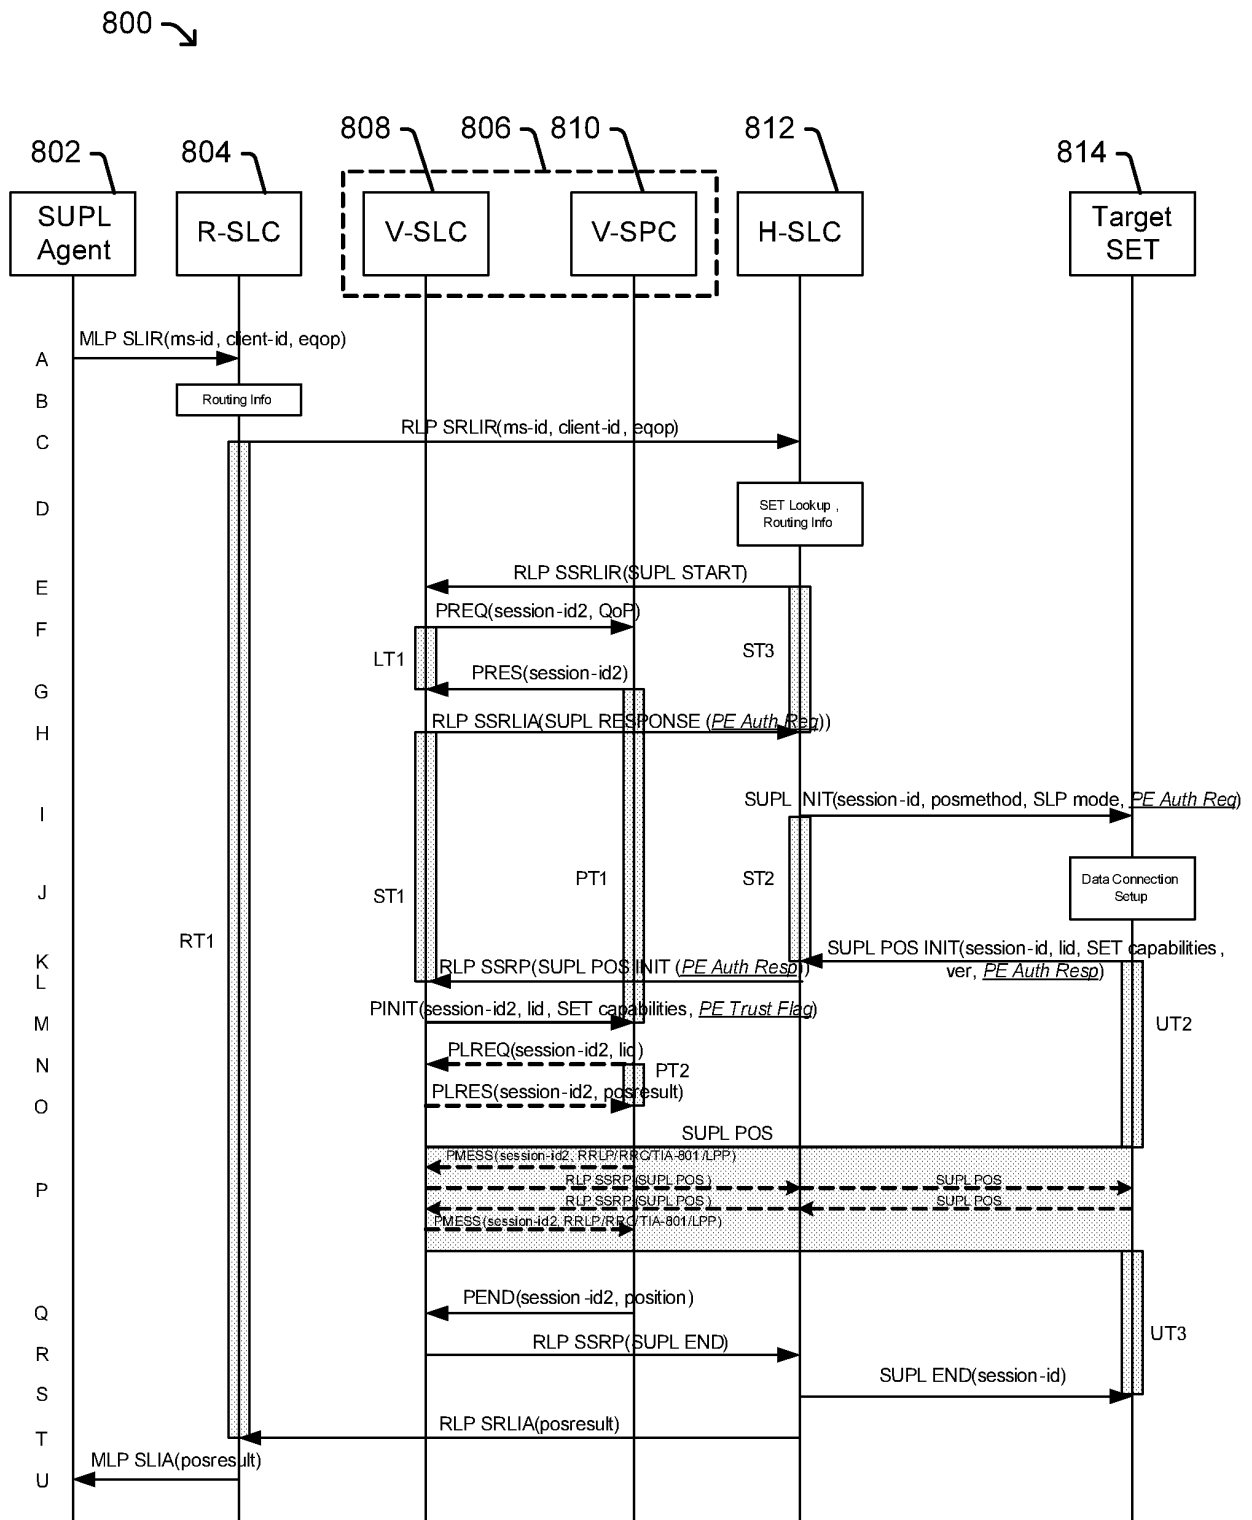 800
802
804
808
806
810
812
814
SUPL
Agent
R-SLC
V-SLC
V-SPC
H-SLC
Target
SET
MLP SLIR(ms-id, client-id, eqop)
A
B
Routing Info
RLP SRLIR(ms-id, client-id, eqop)
C
D
SET Lookup ,
Routing Info
RLP SSRLIR(SUPL START)
E
PREQ(session-id2, QoP)
F
LT1
ST3
PRES(session-id2)
G
RLP SSRLIA(SUPL RESPONSE (PE Auth Req))
H
SUPL INIT(session-id, posmethod, SLP mode, PE Auth Req)
I
J
ST1
PT1
ST2
Data Connection
Setup
RT1
SUPL POS INIT(session-id, lid, SET capabilities ,
ver, PE Auth Resp)
K
RLP SSRP(SUPL POS INIT (PE Auth Resp))
L
PINIT(session-id2, lid, SET capabilities, PE Trust Flag)
M
UT2
PLREQ(session-id2, lid)
N
PT2
PLRES(session-id2, posresult)
O
SUPL POS
PMESS(session-id2, RRLP/RRC/TIA-801/LPP)
RLP SSRP(SUPL POS )
SUPL POS
P
RLP SSRP(SUPL POS )
SUPL POS
PMESS(session-id2, RRLP/RRC/TIA-801/LPP)
PEND(session-id2, position)
Q
UT3
RLP SSRP(SUPL END)
R
SUPL END(session-id)
S
RLP SRLIA(posresult)
T
MLP SLIA(posresult)
U